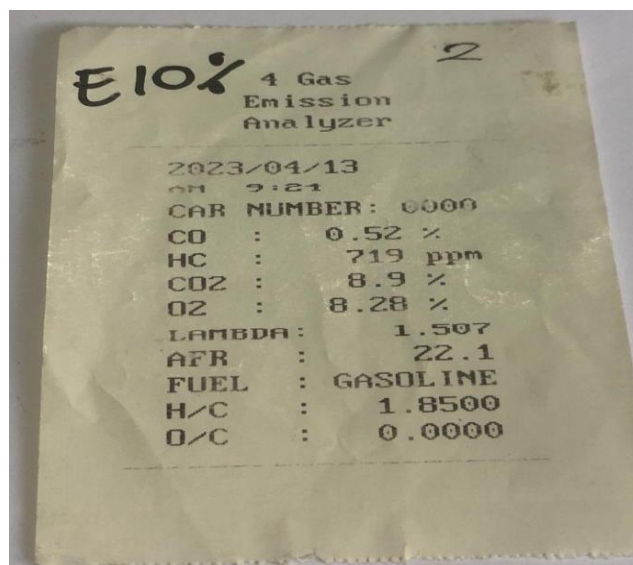 2
E10%
4 Gas
Emission
Analyzer
2023/04/13
AM 9:21
CAR NUMBER: 0000
CO : 0.52 %
HC : 719 ppm
CO2 : 8.9 %
O2 : 8.28 %
LAMBDA: 1.507
AFR : 22.1
FUEL : GASOLINE
H/C : 1.8500
O/C : 0.0000